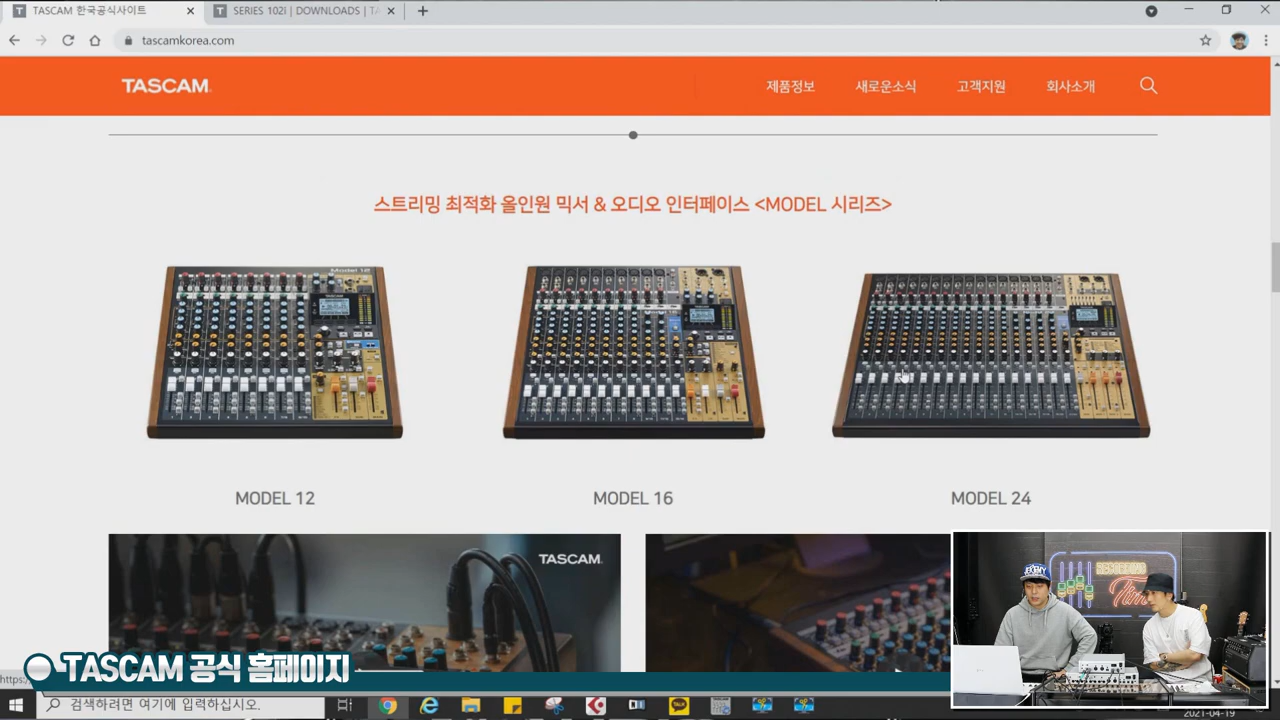 TASCAM 한국공식사이트
SERIES 102i | DOWNLOADS | TA
tascamkorea.com
TASCAM
제품정보
새로운소식
고객지원
회사소개
스트리밍 최적화 올인원 믹서 & 오디오 인터페이스 <MODEL 시리즈>
MODEL 12
MODEL 16
MODEL 24
TASCAM
Time
TASCAM 공식 홈페이지
https:
검색하려면 여기에 입력하십시오.
2021-04-19